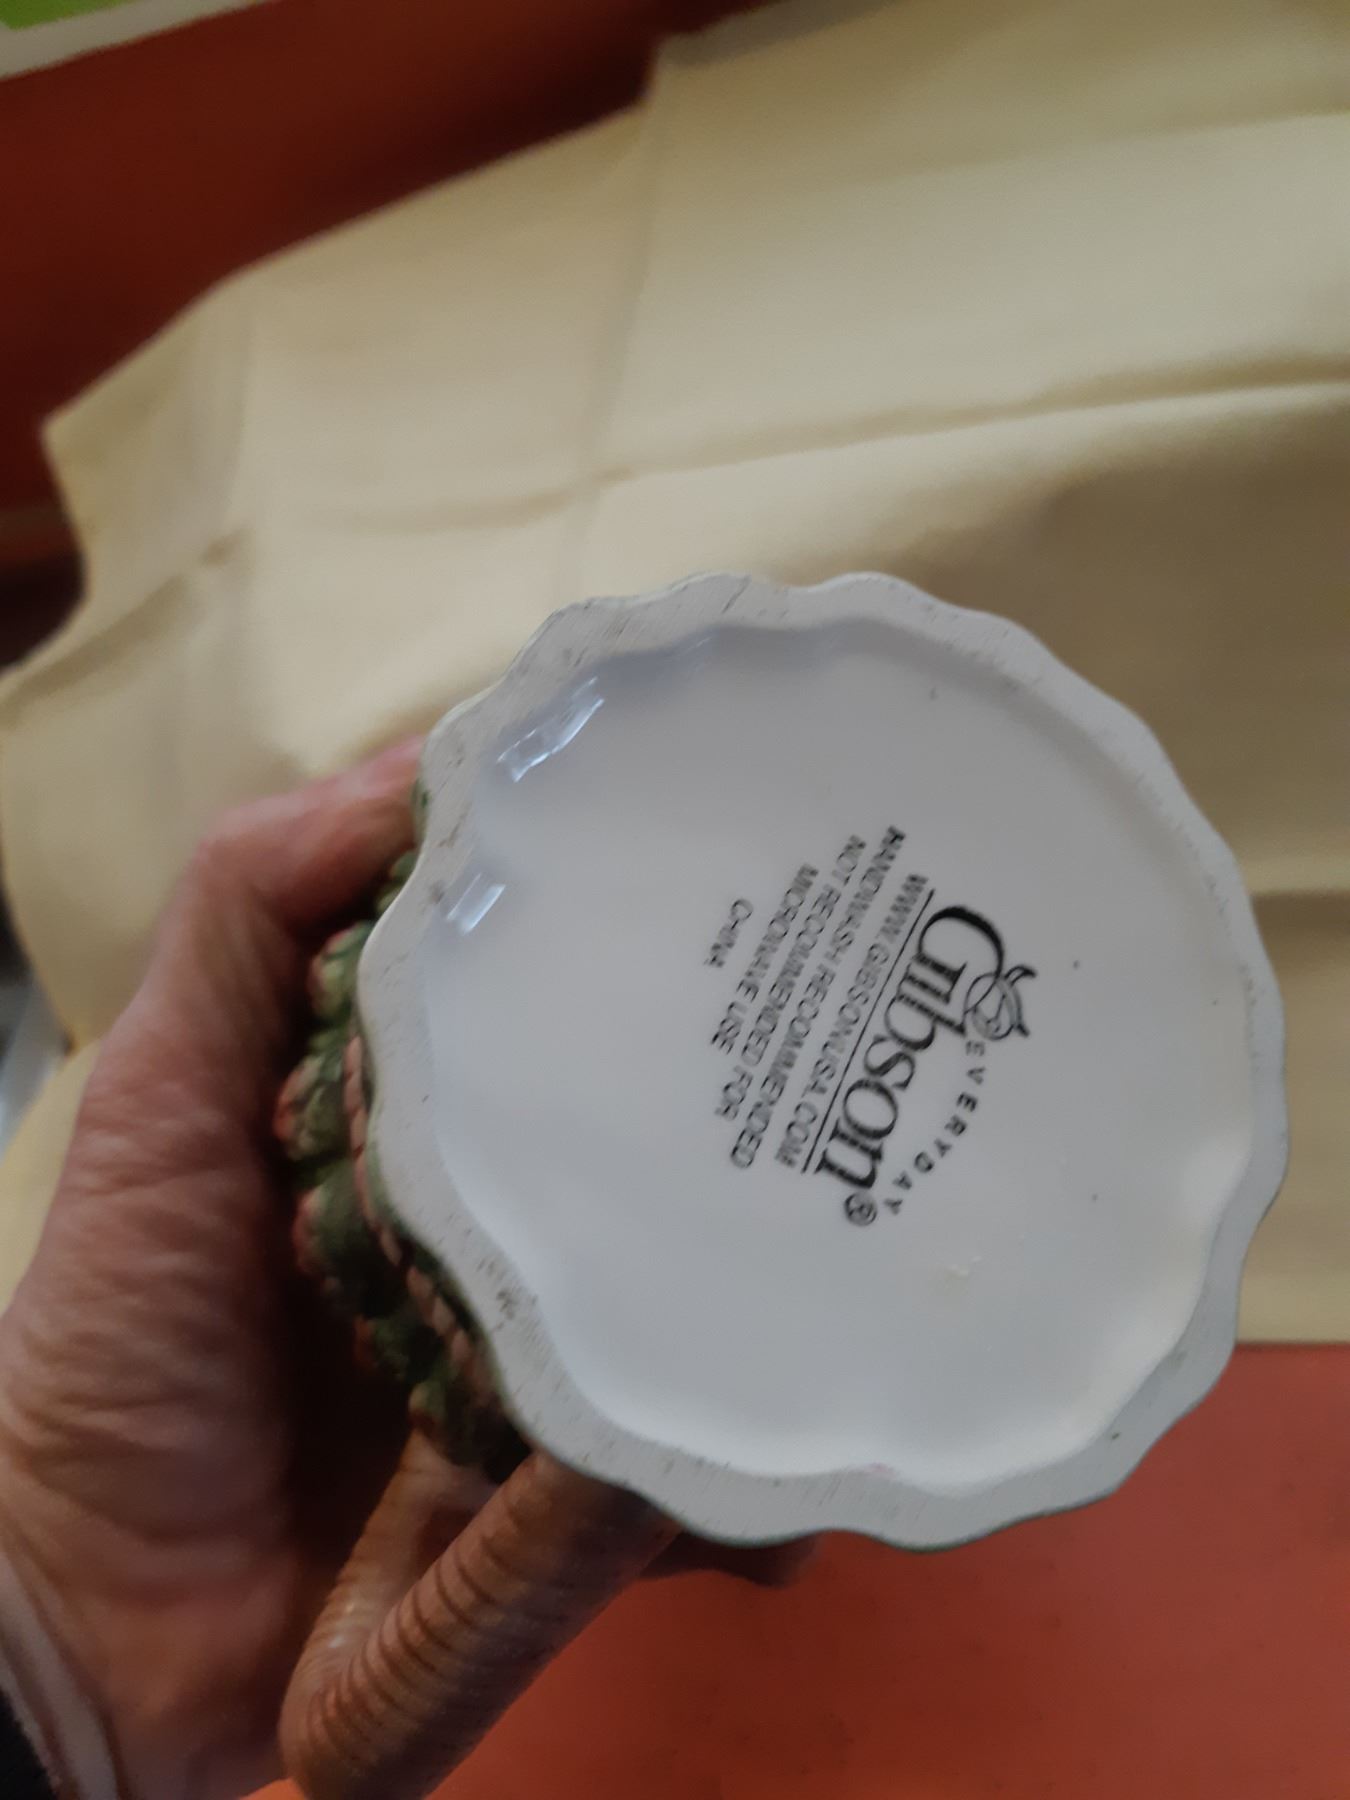 EVERYDAY
Gibson®
WWW.GIBSONUSA.COM
HANDWASH RECOMMENDED
NOT RECOMMENDED FOR
MICROWAVE USE
CHINA